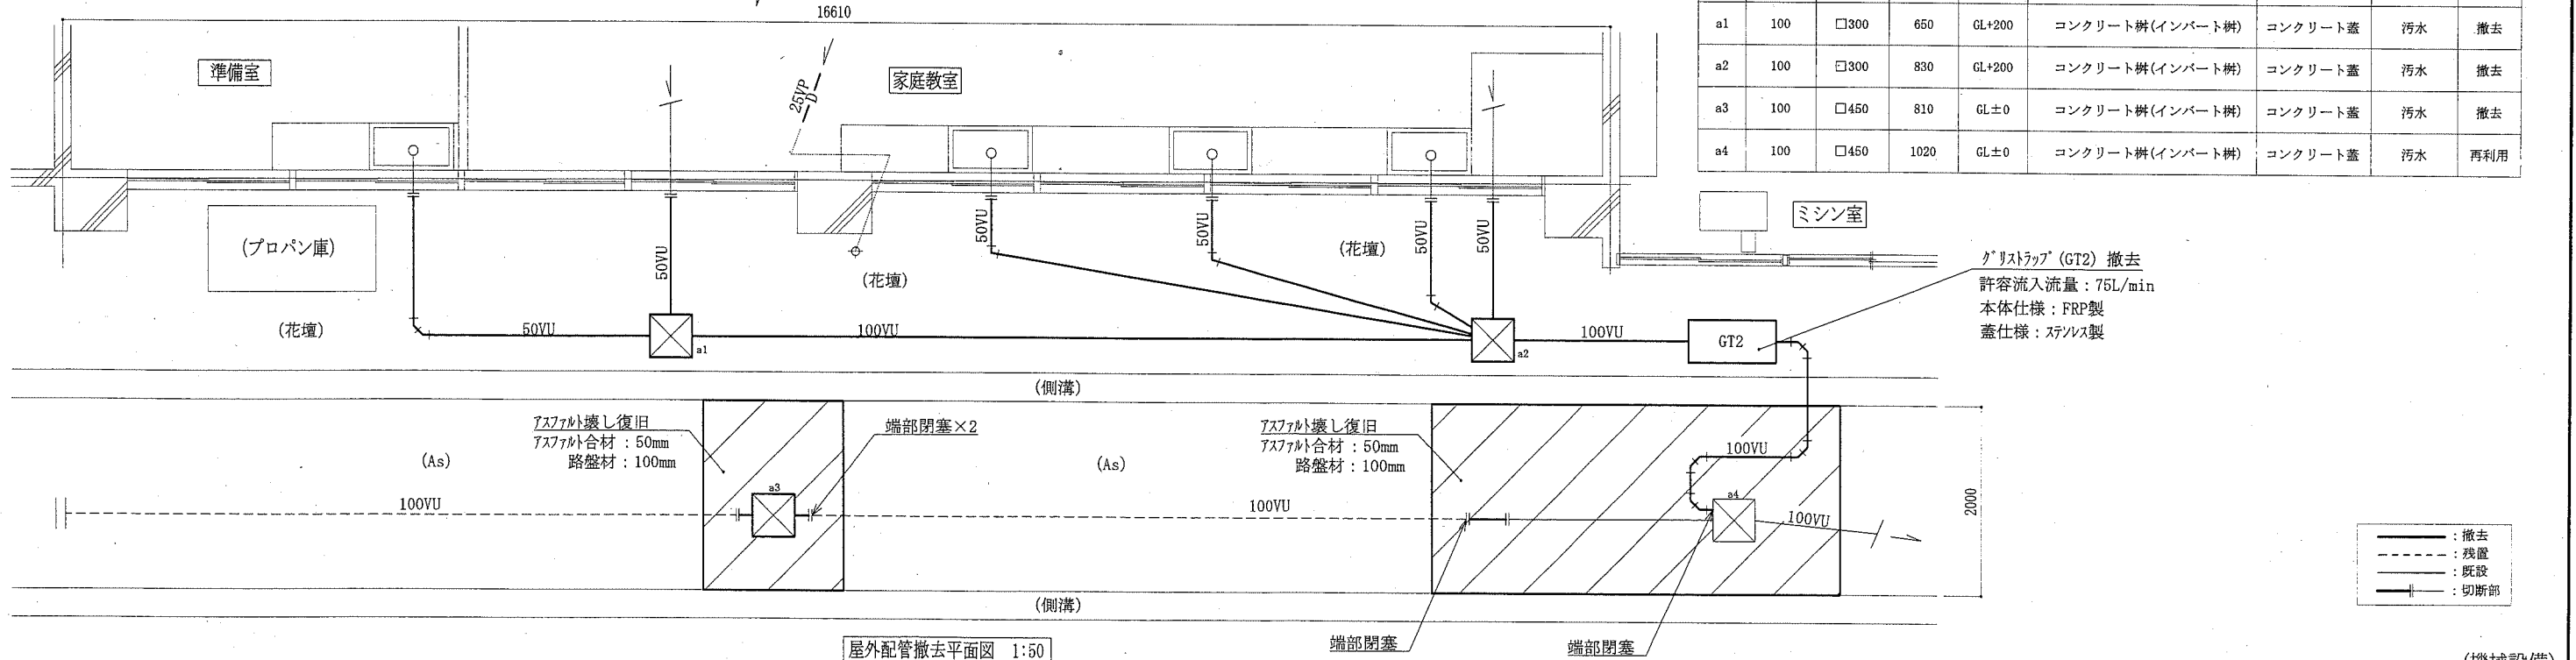 16610
a1 100 □300 650 GL+200 コンクリート桝(インバート桝) コンクリート蓋 汚水 撤去
a2 100 □300 830 GL+200 コンクリート桝(インバート桝) コンクリート蓋 汚水 撤去
a3 100 □450 810 GL±0 コンクリート桝(インバート桝) コンクリート蓋 汚水 撤去
a4 100 □450 1020 GL±0 コンクリート桝(インバート桝) コンクリート蓋 汚水 再利用
準備室
家庭教室
25VP
D
ミシン室
(プロパン庫)
50VU
50VU
50VU
50VU
50VU
(花壇)
(花壇)
(花壇)
グリストラップ(GT2) 撤去
許容流入流量：75L/min
本体仕様：FRP製
蓋仕様：ステンレス製
50VU
a1
100VU
a2
100VU
GT2
(側溝)
アスファルト壊し復旧
アスファルト合材：50mm
路盤材：100mm
端部閉塞×2
アスファルト壊し復旧
アスファルト合材：50mm
路盤材：100mm
(As)
(As)
100VU
100VU
a3
100VU
a4
100VU
2000
：撤去
：残置
：既設
：切断部
(側溝)
端部閉塞
端部閉塞
屋外配管撤去平面図 1:50